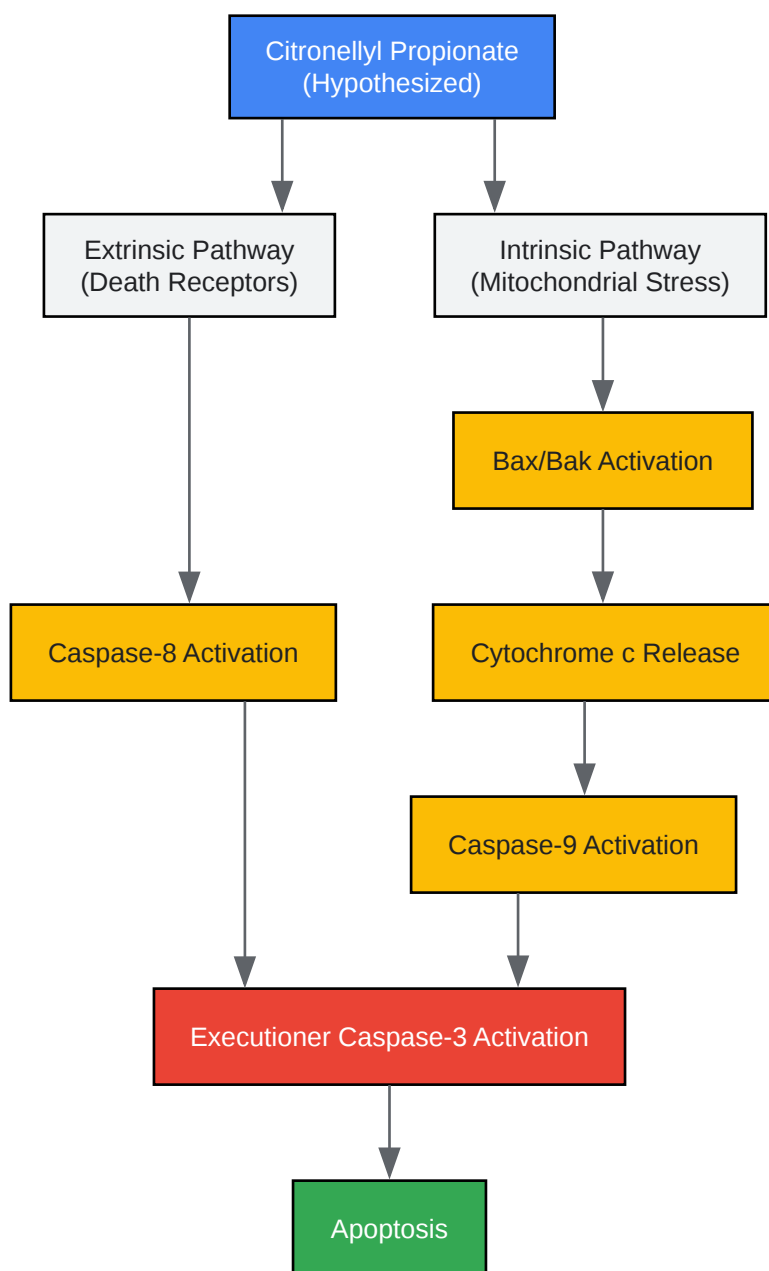 Citronellyl Propionate
(Hypothesized)
Extrinsic Pathway
(Death Receptors)
Intrinsic Pathway
(Mitochondrial Stress)
Bax/Bak Activation
Caspase-8 Activation
Cytochrome c Release
Caspase-9 Activation
Executioner Caspase-3 Activation
Apoptosis